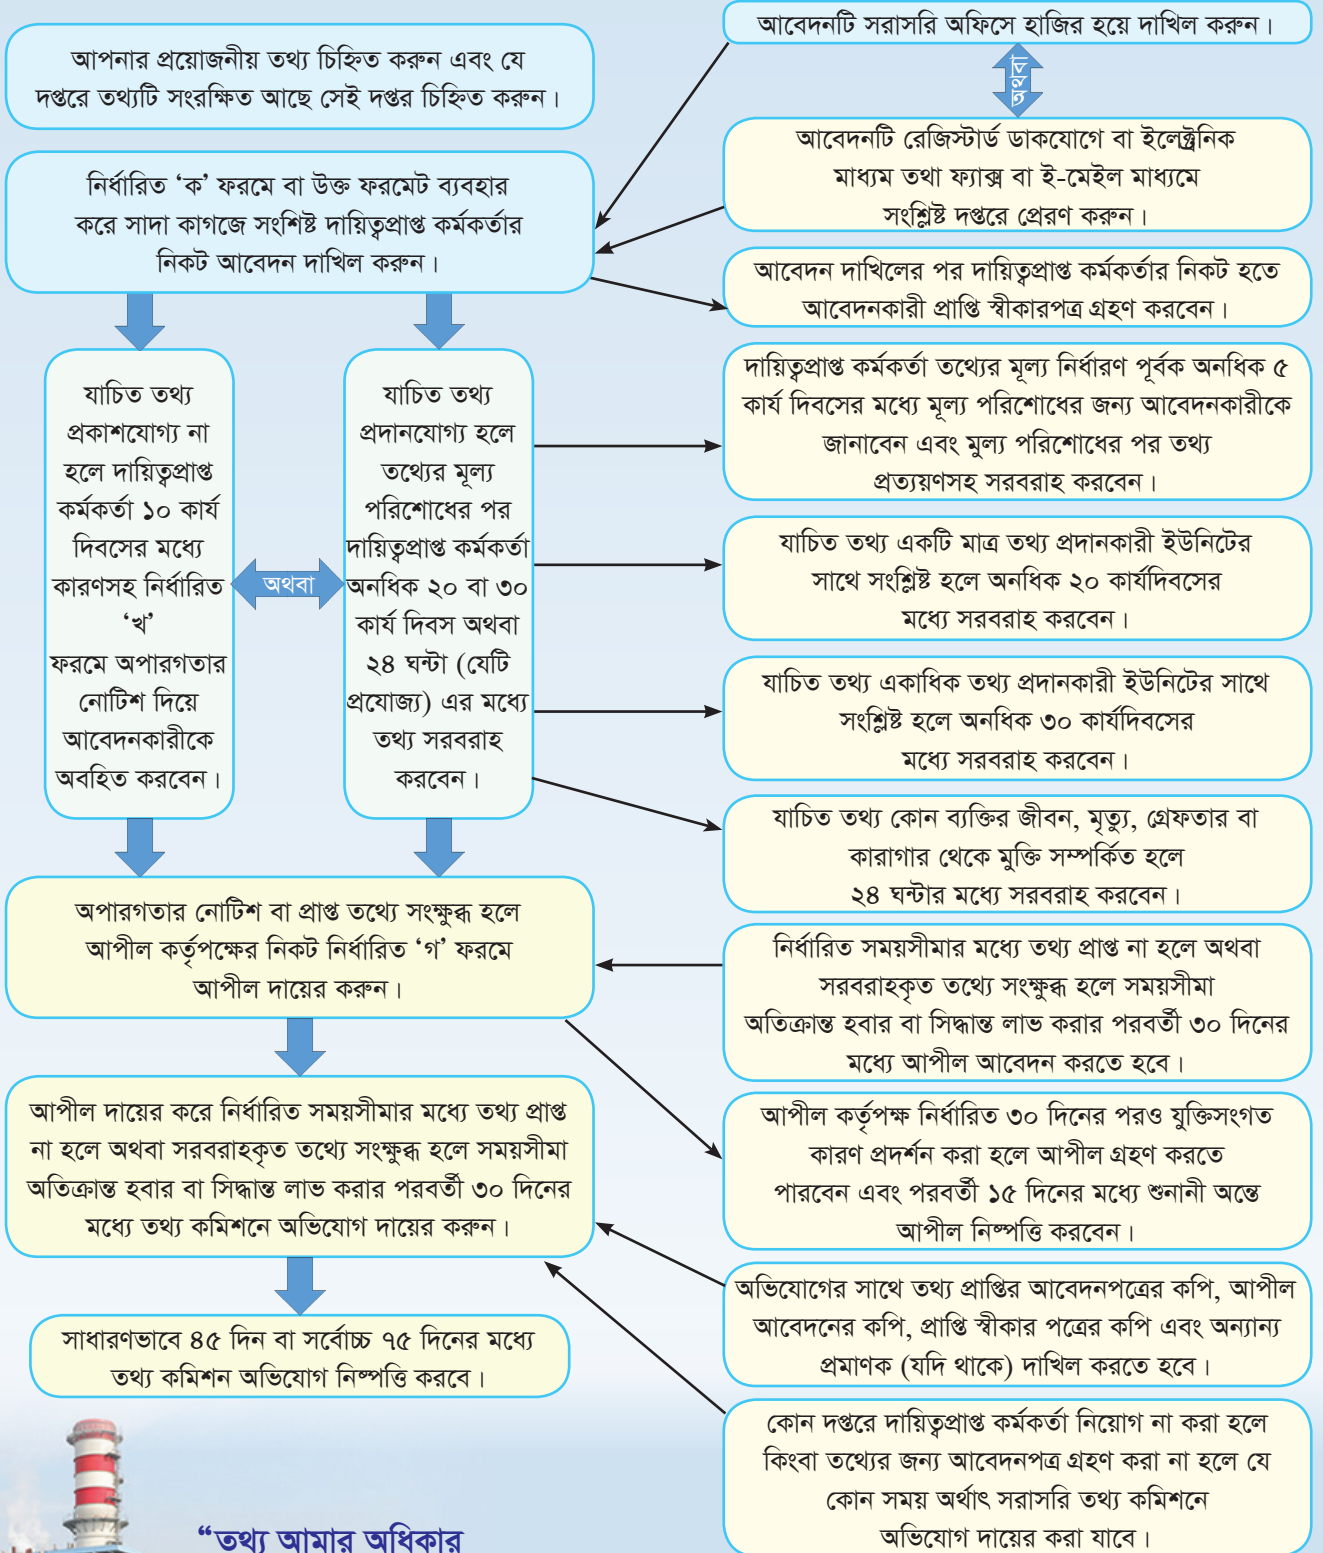 আপনার প্রয়োজনীয় তথ্য চিহ্নিত করুন এবং যে
দপ্তরে তথ্যটি সংরক্ষিত আছে সেই দপ্তর চিহ্নিত করুন।
নির্ধারিত ‘ক’ ফরমে বা উক্ত ফরমেট ব্যবহার
করে সাদা কাগজে সংশিষ্ট দায়িত্বপ্রাপ্ত কর্মকর্তার
নিকট আবেদন দাখিল করুন।
আবেদনটি সরাসরি অফিসে হাজির হয়ে দাখিল করুন।
অথবা
আবেদনটি রেজিস্টার্ড ডাকযোগে বা ইলেক্ট্রনিক
মাধ্যম তথা ফ্যাক্স বা ই-মেইল মাধ্যমে
সংশ্লিষ্ট দপ্তরে প্রেরণ করুন।
আবেদন দাখিলের পর দায়িত্বপ্রাপ্ত কর্মকর্তার নিকট হতে
আবেদনকারী প্রাপ্তি স্বীকারপত্র গ্রহণ করবেন।
যাচিত তথ্য
প্রকাশযোগ্য না
হলে দায়িত্বপ্রাপ্ত
কর্মকর্তা ১০ কার্য
দিবসের মধ্যে
কারণসহ নির্ধারিত
‘খ’
ফরমে অপারগতার
নোটিশ দিয়ে
আবেদনকারীকে
অবহিত করবেন।
অথবা
যাচিত তথ্য
প্রদানযোগ্য হলে
তথ্যের মূল্য
পরিশোধের পর
দায়িত্বপ্রাপ্ত কর্মকর্তা
অনধিক ২০ বা ৩০
কার্য দিবস অথবা
২৪ ঘন্টা (যেটি
প্রযোজ্য) এর মধ্যে
তথ্য সরবরাহ
করবেন।
দায়িত্বপ্রাপ্ত কর্মকর্তা তথ্যের মূল্য নির্ধারণ পূর্বক অনধিক ৫
কার্য দিবসের মধ্যে মূল্য পরিশোধের জন্য আবেদনকারীকে
জানাবেন এবং মুল্য পরিশোধের পর তথ্য
প্রত্যয়ণসহ সরবরাহ করবেন।
যাচিত তথ্য একটি মাত্র তথ্য প্রদানকারী ইউনিটের
সাথে সংশ্লিষ্ট হলে অনধিক ২০ কার্যদিবসের
মধ্যে সরবরাহ করবেন।
যাচিত তথ্য একাধিক তথ্য প্রদানকারী ইউনিটের সাথে
সংশ্লিষ্ট হলে অনধিক ৩০ কার্যদিবসের
মধ্যে সরবরাহ করবেন।
যাচিত তথ্য কোন ব্যক্তির জীবন, মৃত্যু, গ্রেফতার বা
কারাগার থেকে মুক্তি সম্পর্কিত হলে
২৪ ঘন্টার মধ্যে সরবরাহ করবেন।
অপারগতার নোটিশ বা প্রাপ্ত তথ্যে সংক্ষুব্ধ হলে
আপীল কর্তৃপক্ষের নিকট নির্ধারিত ‘গ’ ফরমে
আপীল দায়ের করুন।
নির্ধারিত সময়সীমার মধ্যে তথ্য প্রাপ্ত না হলে অথবা
সরবরাহকৃত তথ্যে সংক্ষুব্ধ হলে সময়সীমা
অতিক্রান্ত হবার বা সিদ্ধান্ত লাভ করার পরবর্তী ৩০ দিনের
মধ্যে আপীল আবেদন করতে হবে।
আপীল দায়ের করে নির্ধারিত সময়সীমার মধ্যে তথ্য প্রাপ্ত
না হলে অথবা সরবরাহকৃত তথ্যে সংক্ষুব্ধ হলে সময়সীমা
অতিক্রান্ত হবার বা সিদ্ধান্ত লাভ করার পরবর্তী ৩০ দিনের
মধ্যে তথ্য কমিশনে অভিযোগ দায়ের করুন।
আপীল কর্তৃপক্ষ নির্ধারিত ৩০ দিনের পরও যুক্তিসংগত
কারণ প্রদর্শন করা হলে আপীল গ্রহণ করতে
পারবেন এবং পরবর্তী ১৫ দিনের মধ্যে শুনানী অন্তে
আপীল নিষ্পত্তি করবেন।
অভিযোগের সাথে তথ্য প্রাপ্তির আবেদনপত্রের কপি, আপীল
আবেদনের কপি, প্রাপ্তি স্বীকার পত্রের কপি এবং অন্যান্য
প্রমাণক (যদি থাকে) দাখিল করতে হবে।
সাধারণভাবে ৪৫ দিন বা সর্বোচ্চ ৭৫ দিনের মধ্যে
তথ্য কমিশন অভিযোগ নিষ্পত্তি করবে।
কোন দপ্তরে দায়িত্বপ্রাপ্ত কর্মকর্তা নিয়োগ না করা হলে
কিংবা তথ্যের জন্য আবেদনপত্র গ্রহণ করা না হলে যে
কোন সময় অর্থাৎ সরাসরি তথ্য কমিশনে
অভিযোগ দায়ের করা যাবে।
“তথ্য আমার অধিকার